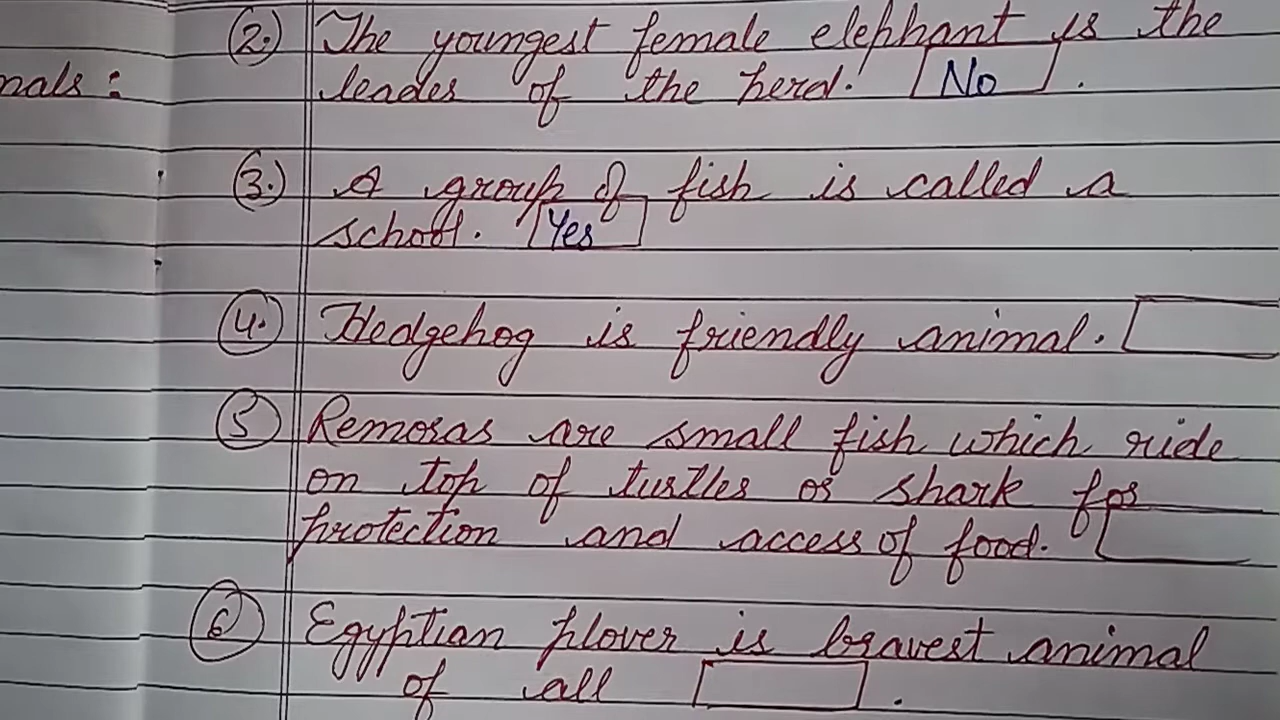 (2.) The youngest female elephant is the
nals : leader of the herd. No .
(3.) A group of fish is called a
school. Yes
(4.) Hedgehog is friendly animal.
(5) Remoras are small fish which ride
on top of turtles or shark for
protection and access of food.
(6) Egyptian plover is bravest animal
of all .